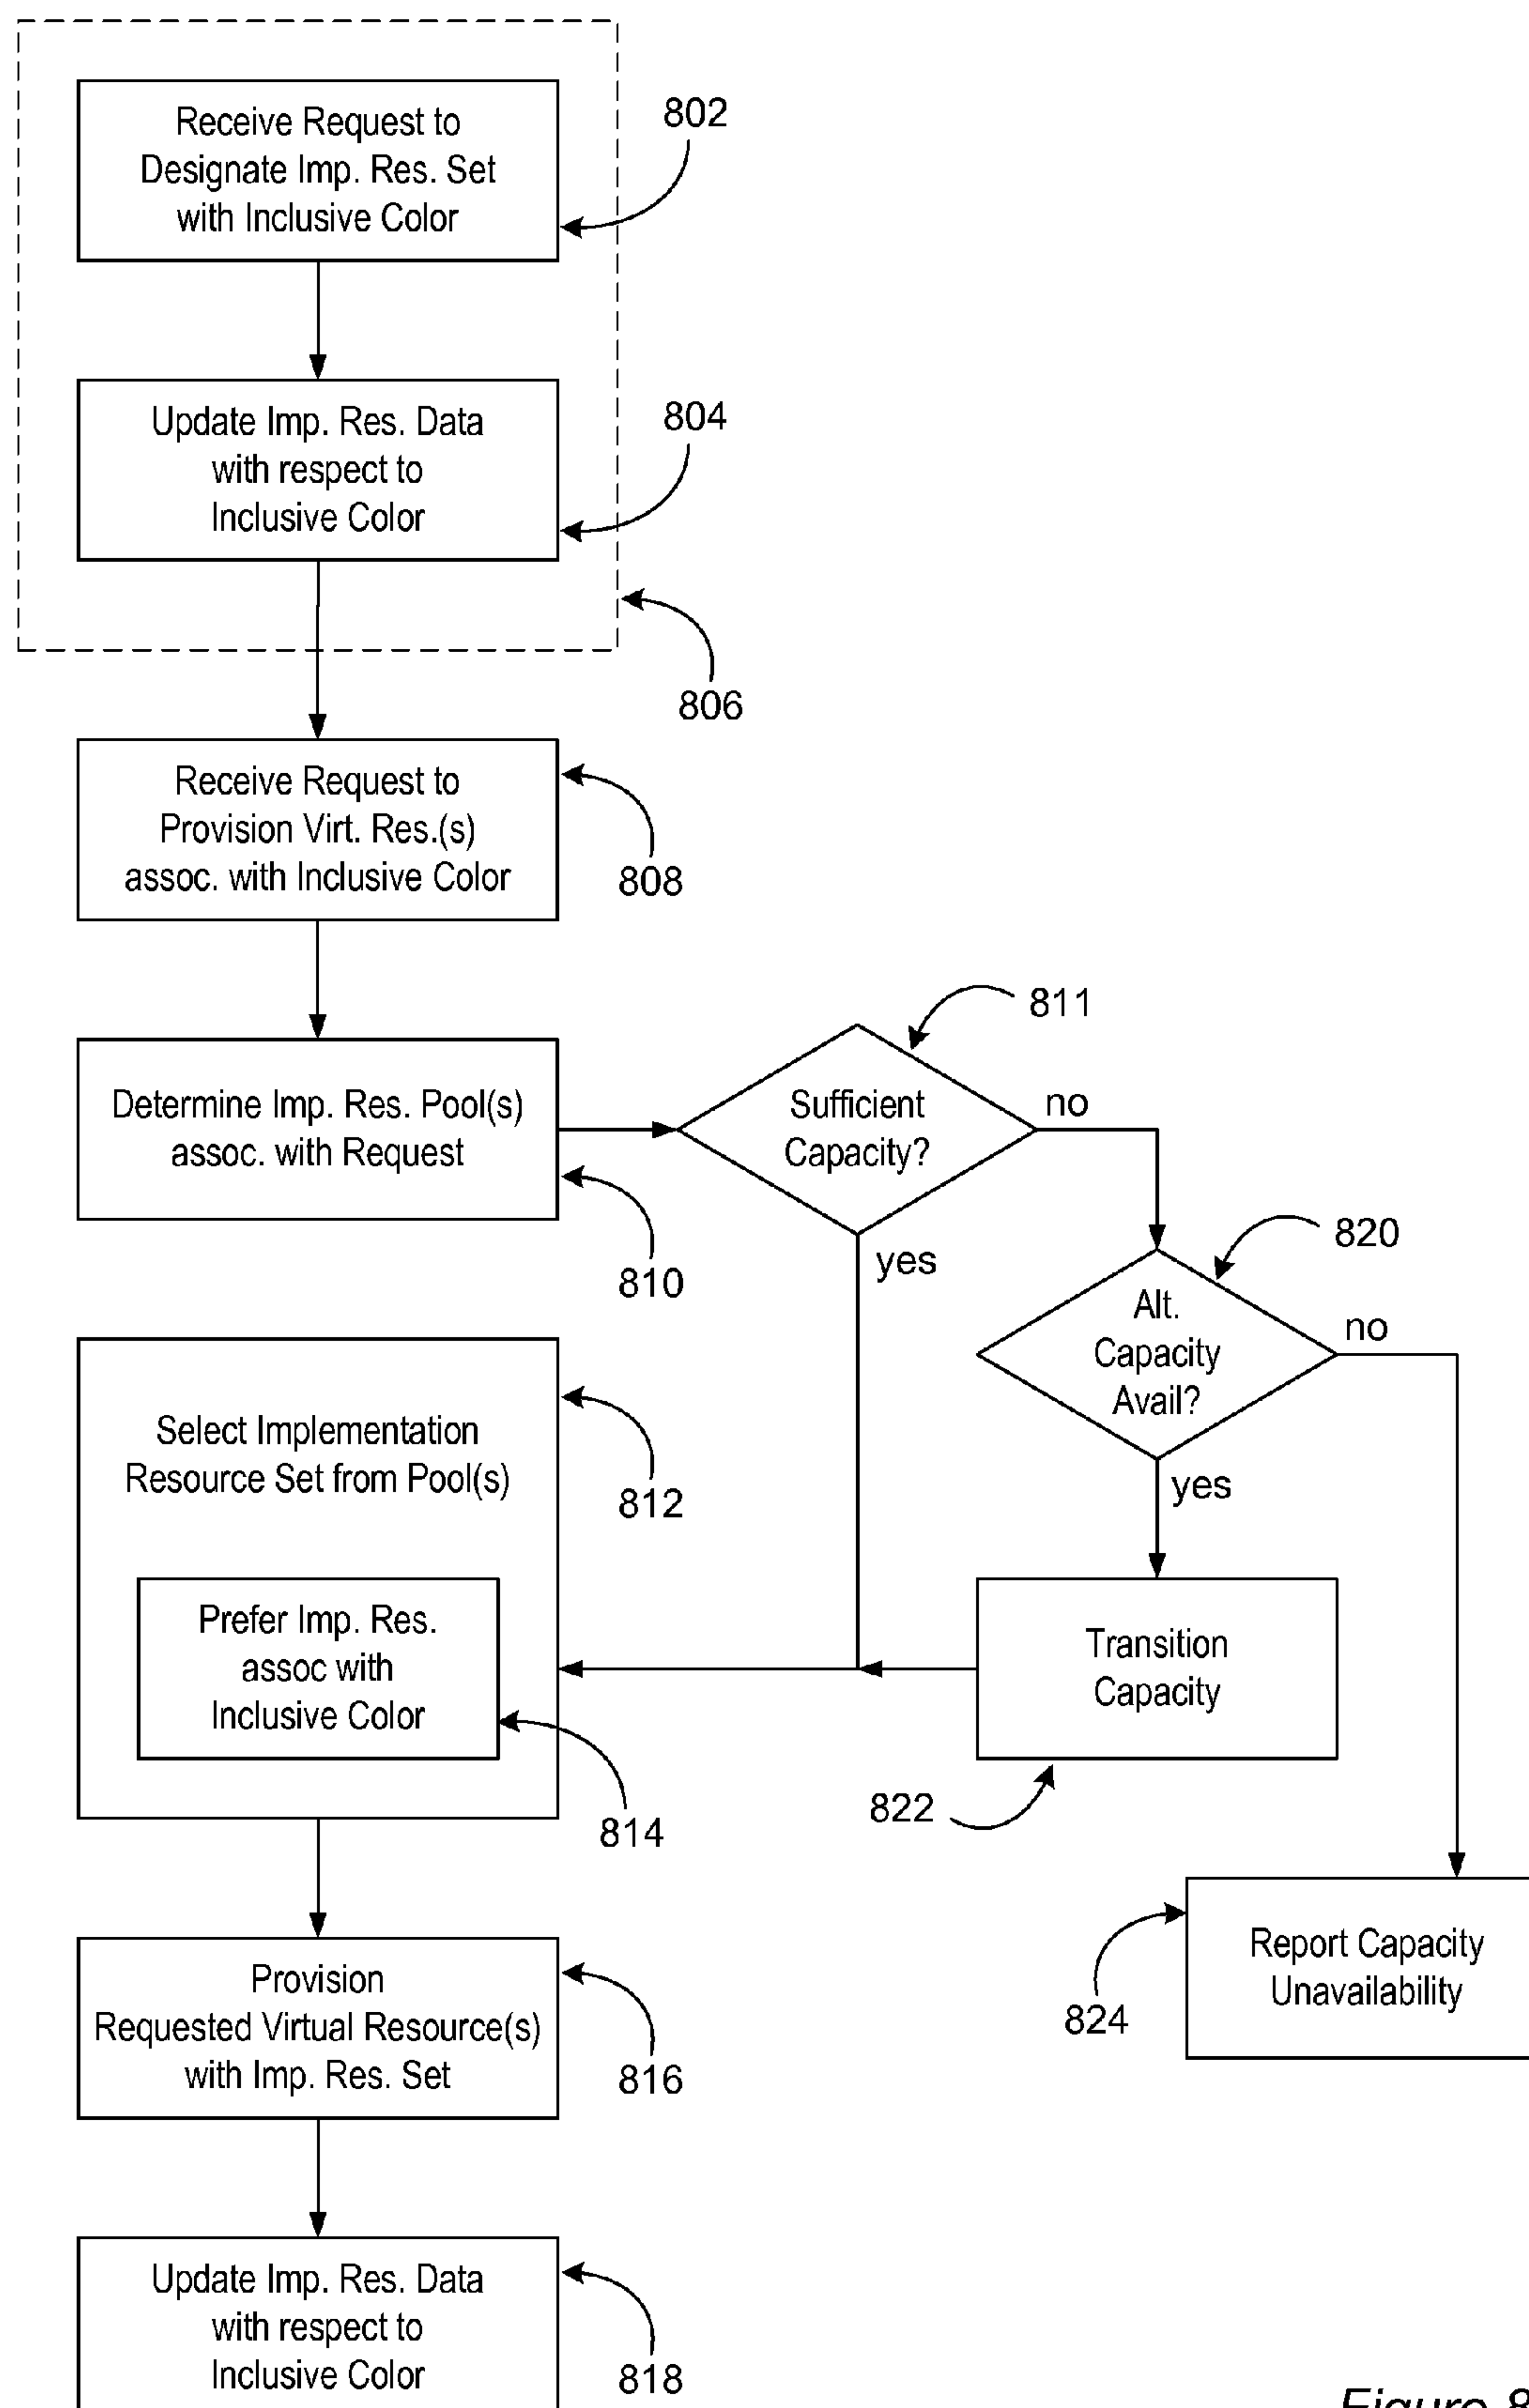 Receive Request to
Designate Imp. Res. Set
with Inclusive Color
802
Update Imp. Res. Data
with respect to
Inclusive Color
804
806
Receive Request to
Provision Virt. Res.(s)
assoc. with Inclusive Color
808
Determine Imp. Res. Pool(s)
assoc. with Request
810
Sufficient
Capacity?
811
no
yes
Alt.
Capacity
Avail?
820
no
yes
Select Implementation
Resource Set from Pool(s)
812
Prefer Imp. Res.
assoc with
Inclusive Color
814
Transition
Capacity
822
Report Capacity
Unavailability
824
Provision
Requested Virtual Resource(s)
with Imp. Res. Set
816
Update Imp. Res. Data
with respect to
Inclusive Color
818
Figure 8